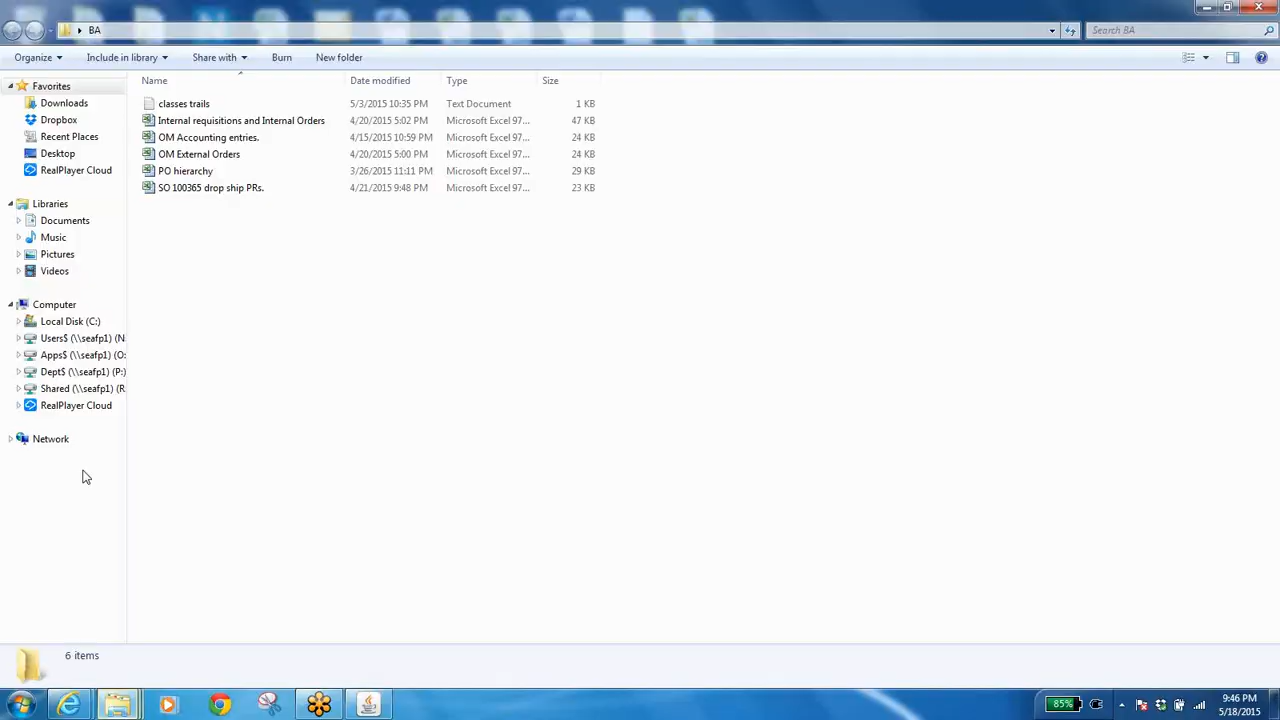 BA
Search BA
Organize
Include in library
Share with
Burn
New folder
Name
Date modified
Type
Size
Favorites
Downloads
Dropbox
Recent Places
Desktop
RealPlayer Cloud
Libraries
Documents
Music
Pictures
Videos
Computer
Local Disk (C:)
Users$ (\\seafp1) (N
Apps$ (\\seafp1) (O:
Dept$ (\\seafp1) (P:)
Shared (\\seafp1) (R
RealPlayer Cloud
Network
classes trails 5/3/2015 10:35 PM Text Document 1 KB
Internal requisitions and Internal Orders 4/20/2015 5:02 PM Microsoft Excel 97... 47 KB
OM Accounting entries. 4/15/2015 10:59 PM Microsoft Excel 97... 24 KB
OM External Orders 4/20/2015 5:00 PM Microsoft Excel 97... 24 KB
PO hierarchy 3/26/2015 11:11 PM Microsoft Excel 97... 29 KB
SO 100365 drop ship PRs. 4/21/2015 9:48 PM Microsoft Excel 97... 23 KB
6 items
85%
9:46 PM
5/18/2015